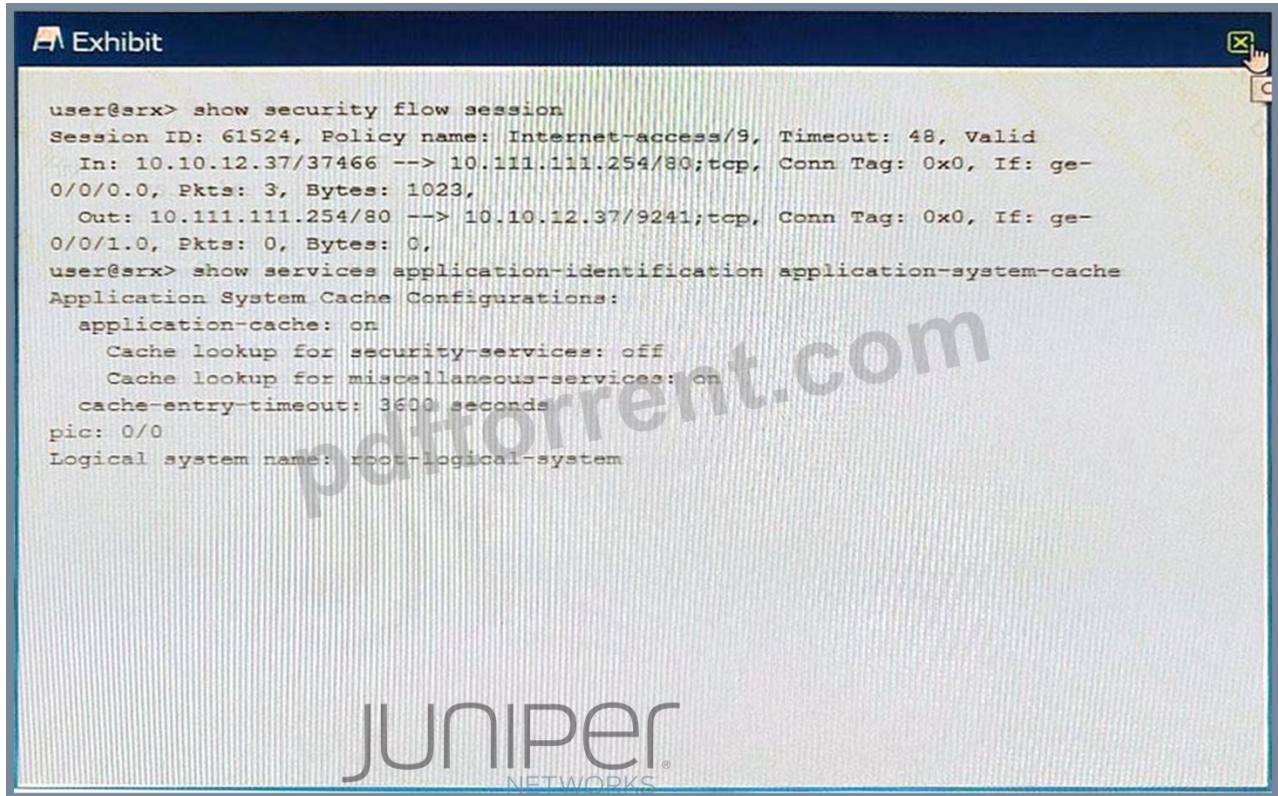 Exhibit
user@srx> show security flow session
Session ID: 61524, Policy name: Internet-access/9, Timeout: 48, Valid
In: 10.10.12.37/37466 --> 10.111.111.254/80;tcp, Conn Tag: 0x0, If: ge-
0/0/0.0, Pkts: 3, Bytes: 1023,
Out: 10.111.111.254/80 --> 10.10.12.37/9241;tcp, Conn Tag: 0x0, If: ge-
0/0/1.0, Pkts: 0, Bytes: 0,
user@srx> show services application-identification application-system-cache
Application System Cache Configurations:
application-cache: on
Cache lookup for security-services: off
Cache lookup for miscellaneous-services: on
cache-entry-timeout: 3600 seconds
pic: 0/0
Logical system name: root-logical-system
pdftorrent.com
JUNIPER
NETWORKS